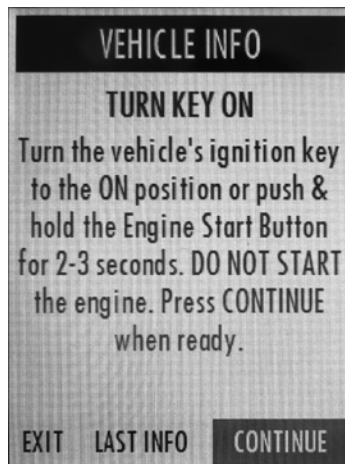 VEHICLE INFO
TURN KEY ON
Turn the vehicle's ignition key
to the ON position or push &
hold the Engine Start Button
for 2-3 seconds. DO NOT START
the engine. Press CONTINUE
when ready.
EXIT LAST INFO CONTINUE